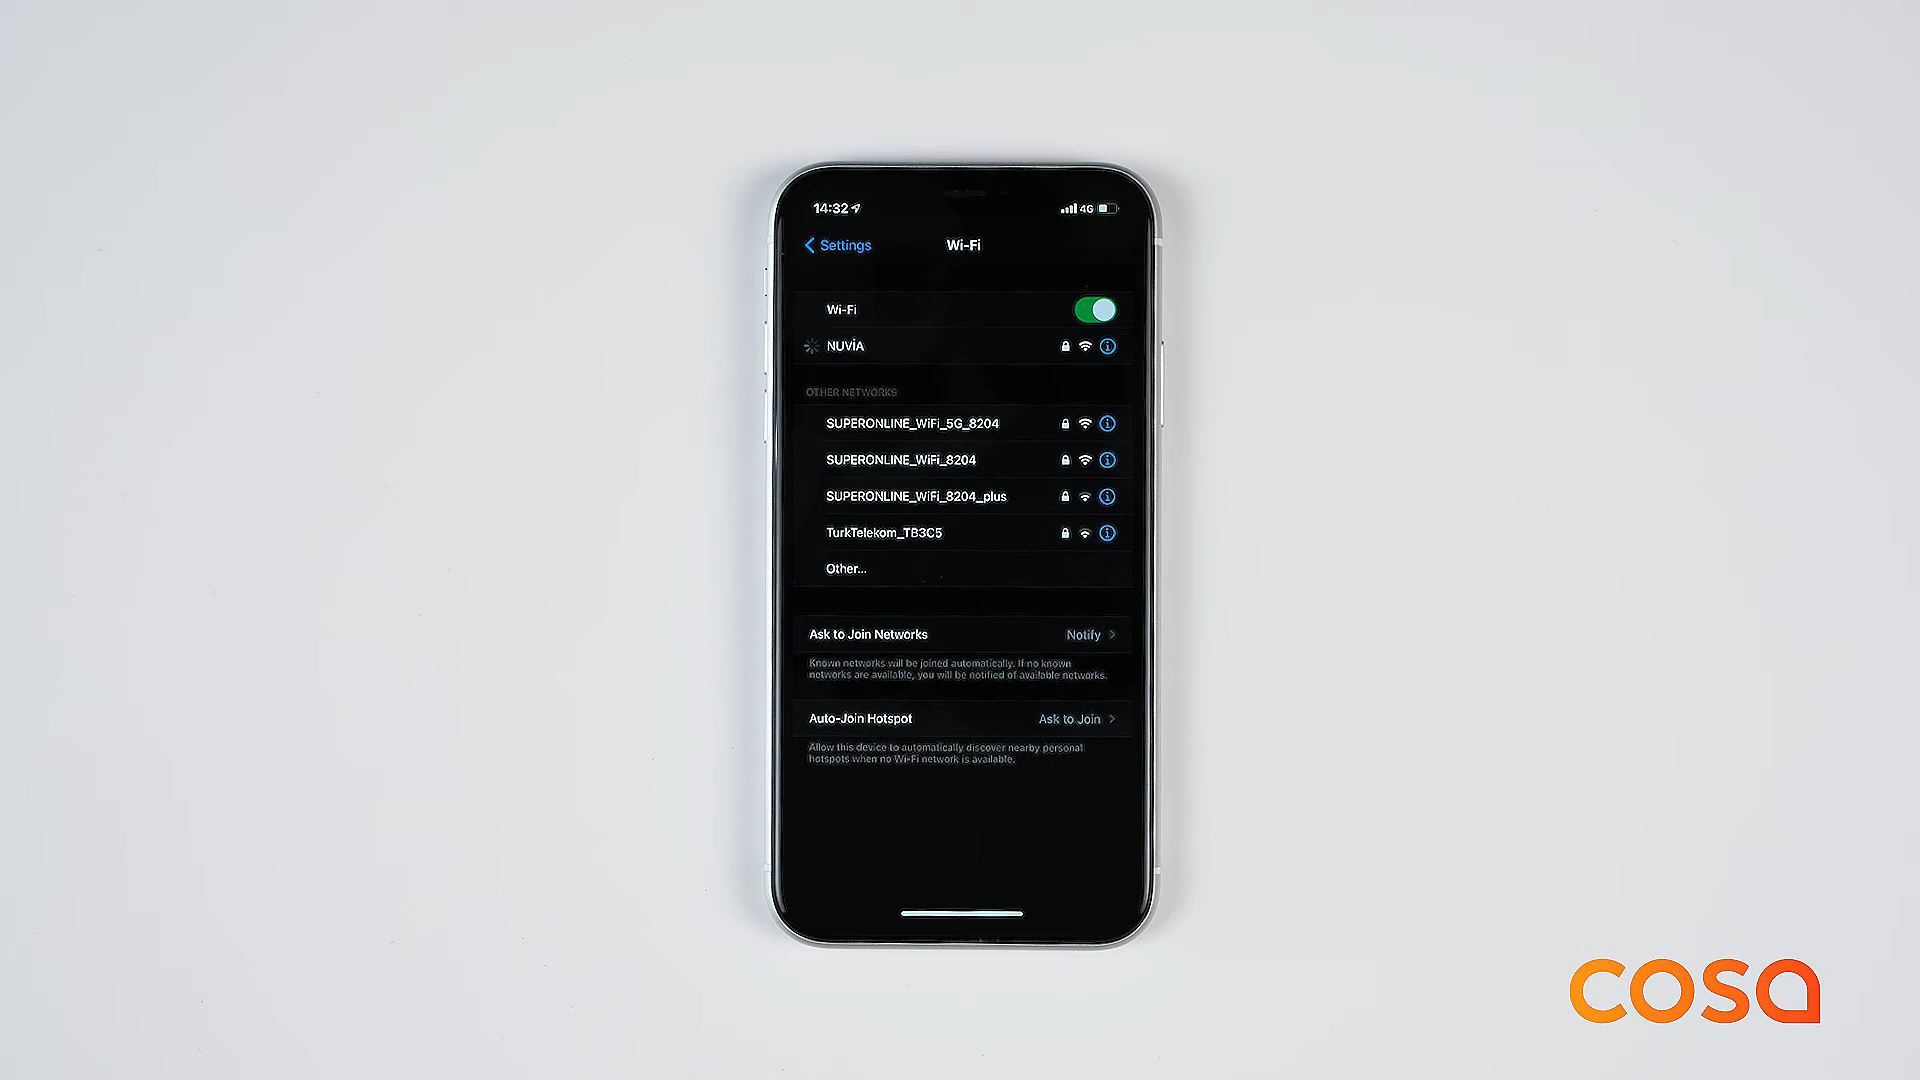 14:32
4G
Settings
Wi-Fi
Wi-Fi
NUVİA
OTHER NETWORKS
SUPERONLINE_WiFi_5G_8204
SUPERONLINE_WiFi_8204
SUPERONLINE_WiFi_8204_plus
TurkTelekom_TB3C5
Other...
Ask to Join Networks
Notify
Known networks will be joined automatically. If no known
networks are available, you will be notified of available networks.
Auto-Join Hotspot
Ask to Join
Allow this device to automatically discover nearby personal
hotspots when no Wi-Fi network is available.
cosa